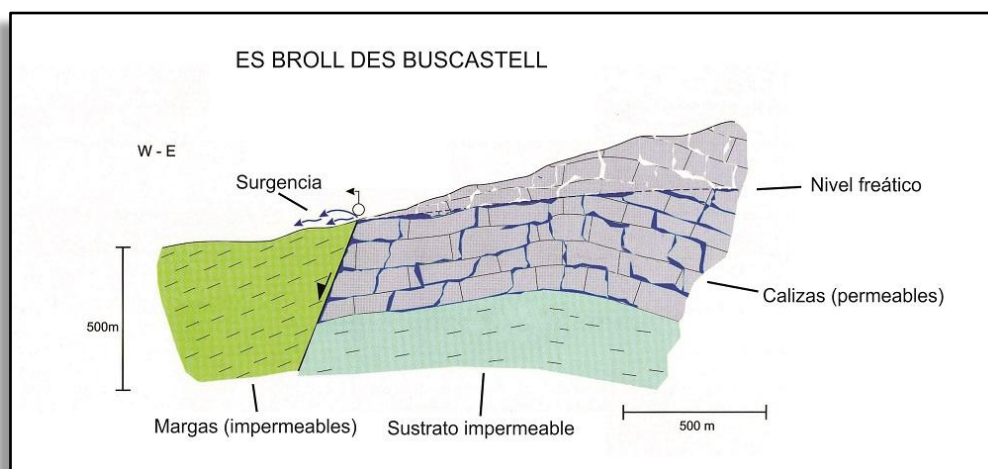 ES BROLL DES BUSCASTELL
W - E
Surgencia
Nivel freático
Calizas (permeables)
500m
Margas (impermeables)
Sustrato impermeable
500 m